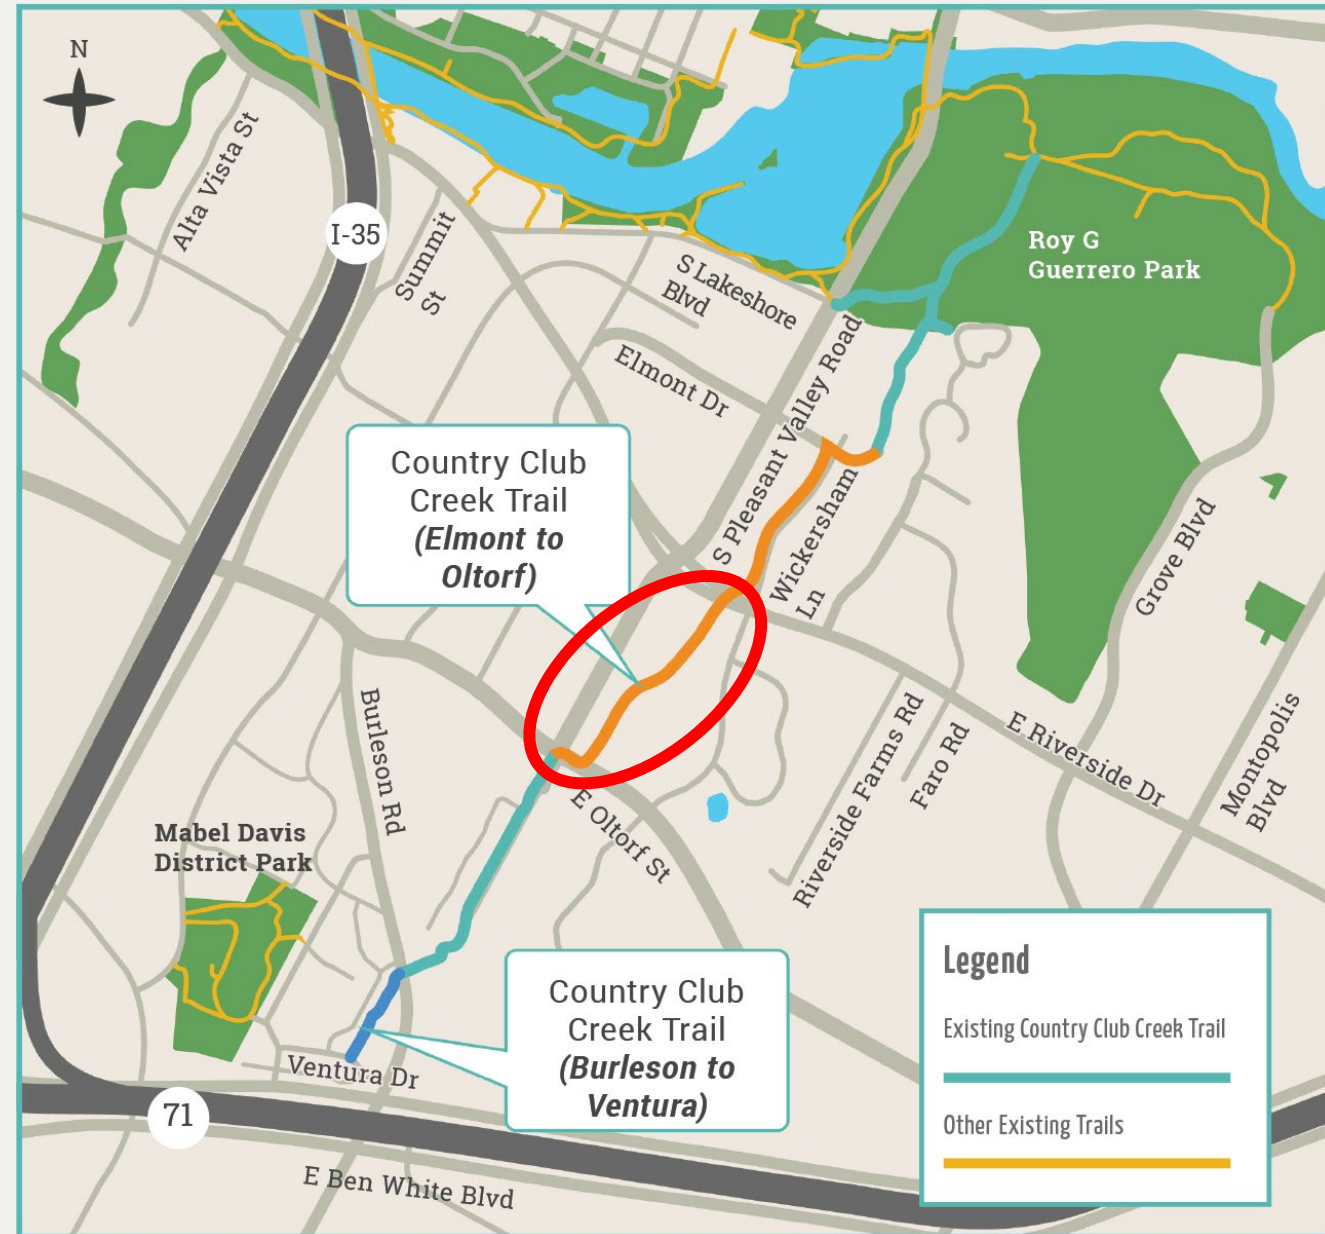 N
Alta Vista St
I-35
Summit
St
S Lakeshore
Blvd
Roy G
Guerrero Park
Elmont Dr
S Pleasant Valley Road
Country Club
Creek Trail
(Elmont to
Oltorf)
Wickersham
Ln
Grove Blvd
Burleson Rd
E Riverside Dr
Riverside Farms Rd
Faro Rd
Montopolis
Blvd
E Oltorf St
Mabel Davis
District Park
Country Club
Creek Trail
(Burleson to
Ventura)
Ventura Dr
71
E Ben White Blvd
Legend
Existing Country Club Creek Trail
Other Existing Trails